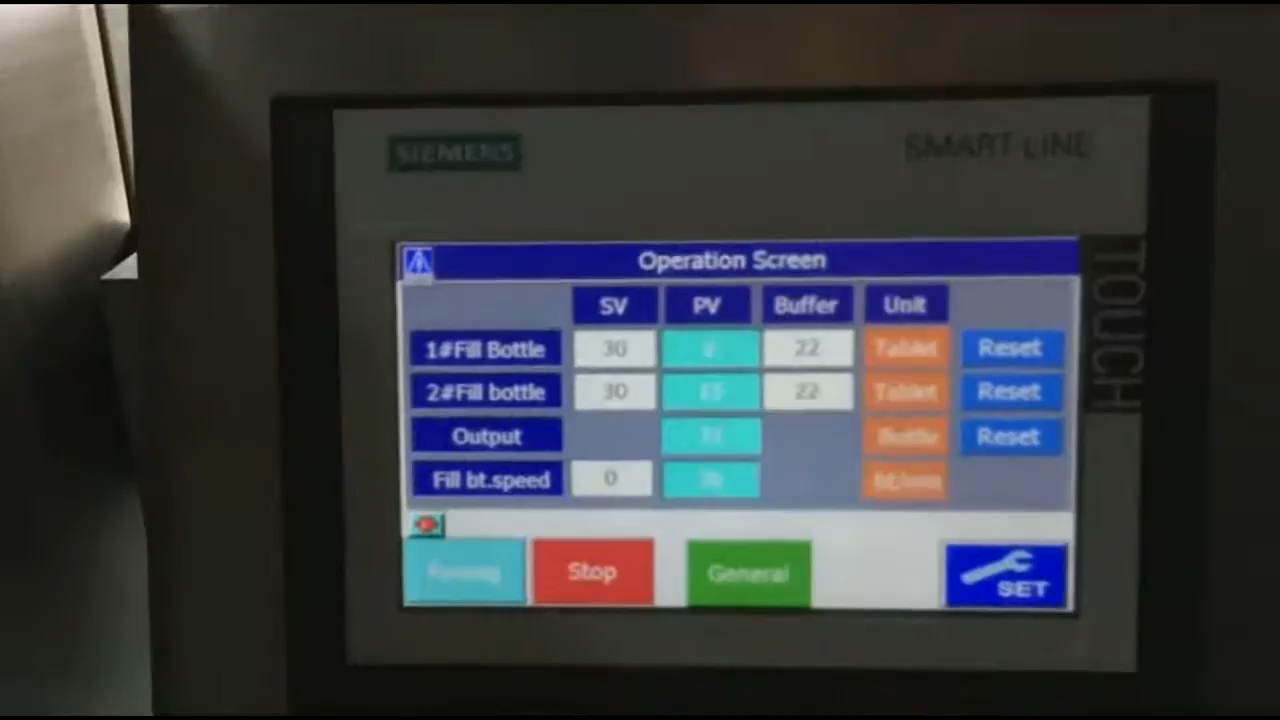 SIEMENS
SMART LINE
TOUCH
Operation Screen
SV PV Buffer Unit
1#Fill Bottle 30 22 Tablet Reset
2#Fill bottle 30 15 22 Tablet Reset
Output Bottle Reset
Fill bt.speed 0
Stop General SET